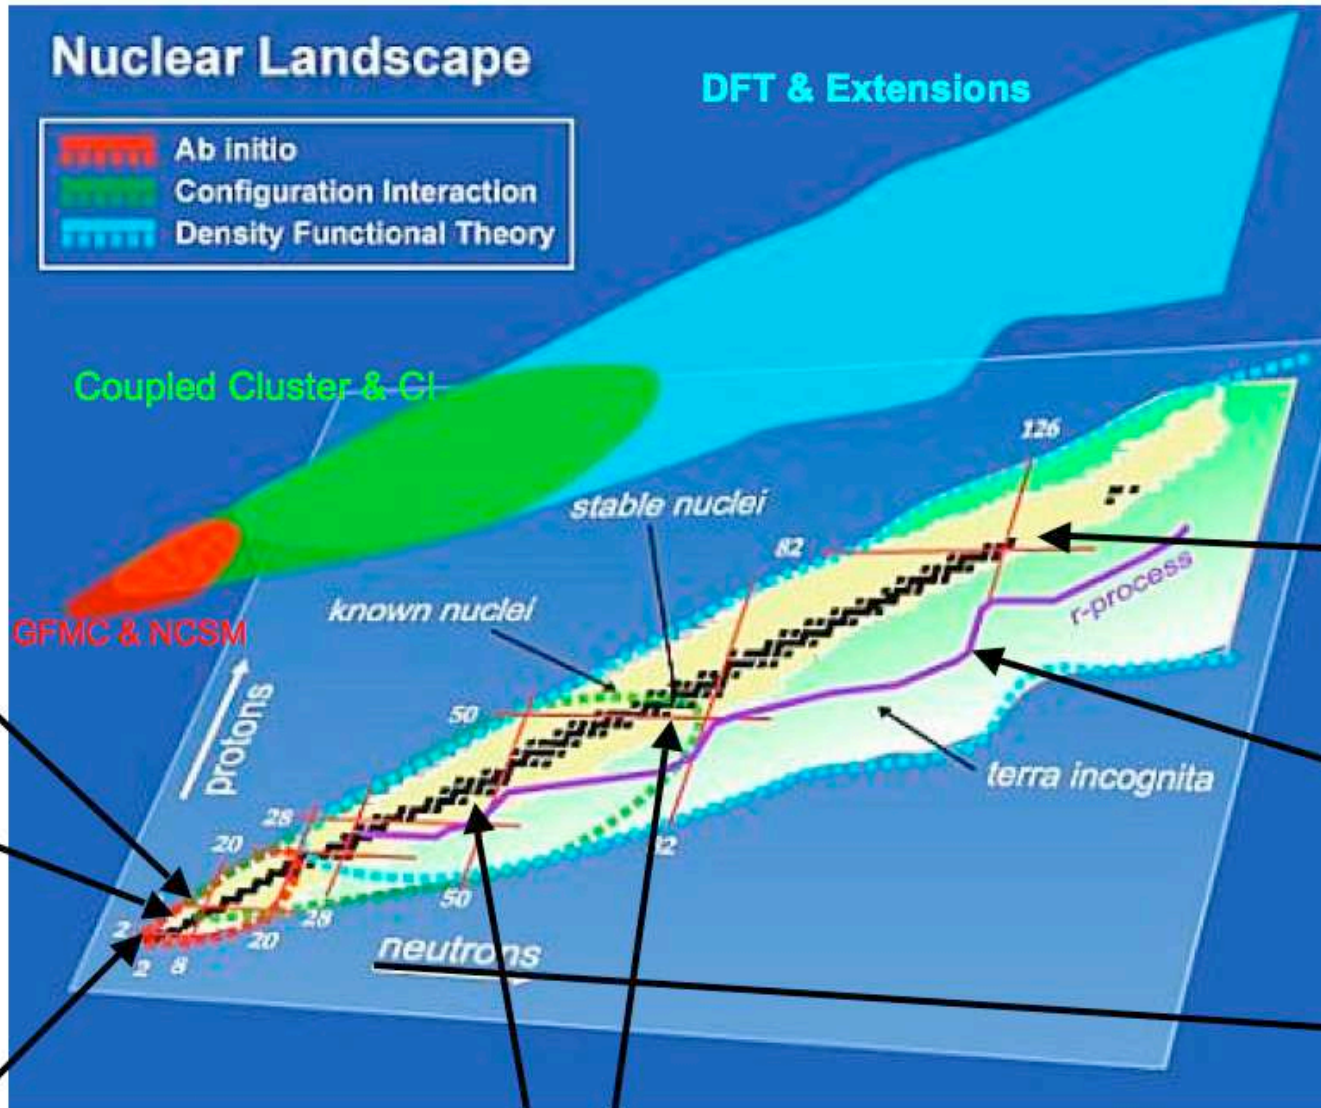 Nuclear Landscape
DFT & Extensions
Ab initio
Configuration Interaction
Density Functional Theory
Coupled Cluster & CI
126
stable nuclei
82
known nuclei
r-process
GFMC & NCSM
50
protons
terra incognita
28
20
82
50
28
2
20
neutrons
2
8